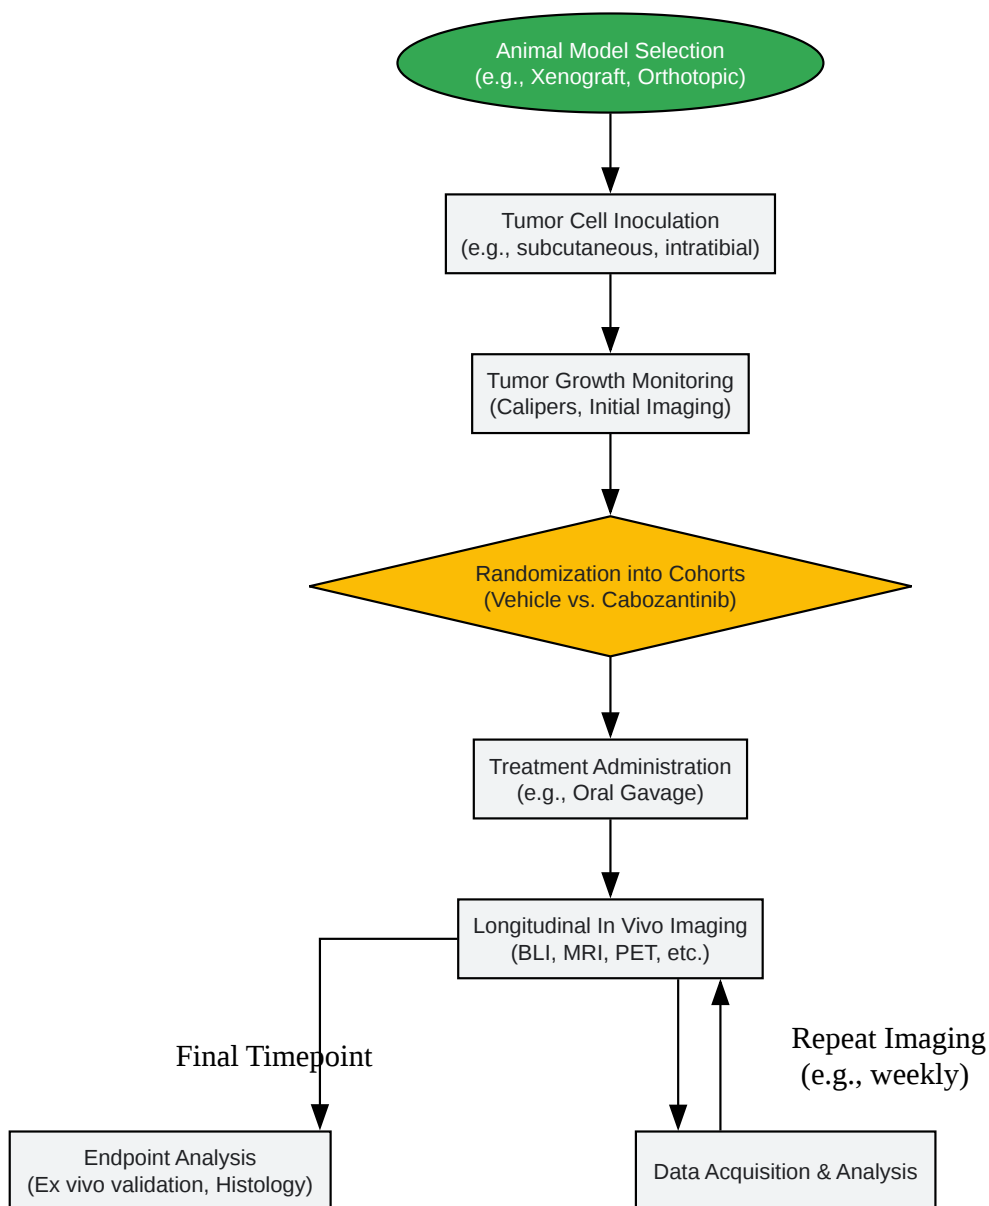 Animal Model Selection
(e.g., Xenograft, Orthotopic)
Tumor Cell Inoculation
(e.g., subcutaneous, intratibial)
Tumor Growth Monitoring
(Calipers, Initial Imaging)
Randomization into Cohorts
(Vehicle vs. Cabozantinib)
Treatment Administration
(e.g., Oral Gavage)
Longitudinal In Vivo Imaging
(BLI, MRI, PET, etc.)
Final Timepoint
Repeat Imaging
(e.g., weekly)
Endpoint Analysis
(Ex vivo validation, Histology)
Data Acquisition & Analysis